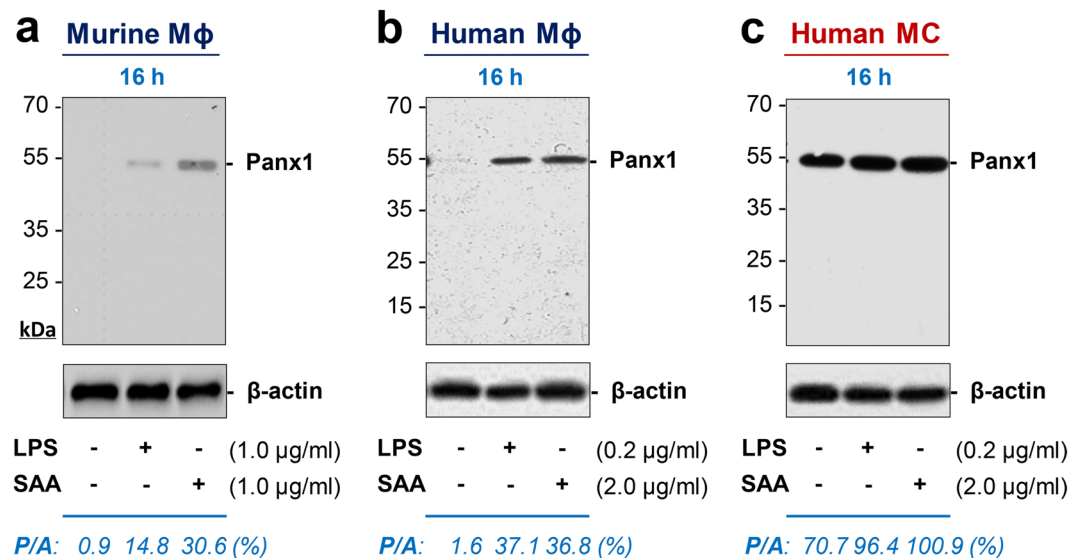 a Murine Mϕ
16 h
70
55
35
25
kDa
Panx1
β-actin
LPS - + - (1.0 µg/ml)
SAA - - + (1.0 µg/ml)
P/A: 0.9 14.8 30.6 (%)
b Human Mϕ
16 h
70
55
35
25
15
Panx1
β-actin
- + - (0.2 µg/ml)
LPS
- - + (2.0 µg/ml)
SAA
P/A: 1.6 37.1 36.8 (%)
c Human MC
16 h
70
55
35
25
15
Panx1
β-actin
LPS - + - (0.2 µg/ml)
SAA - - + (2.0 µg/ml)
P/A: 70.7 96.4 100.9 (%)